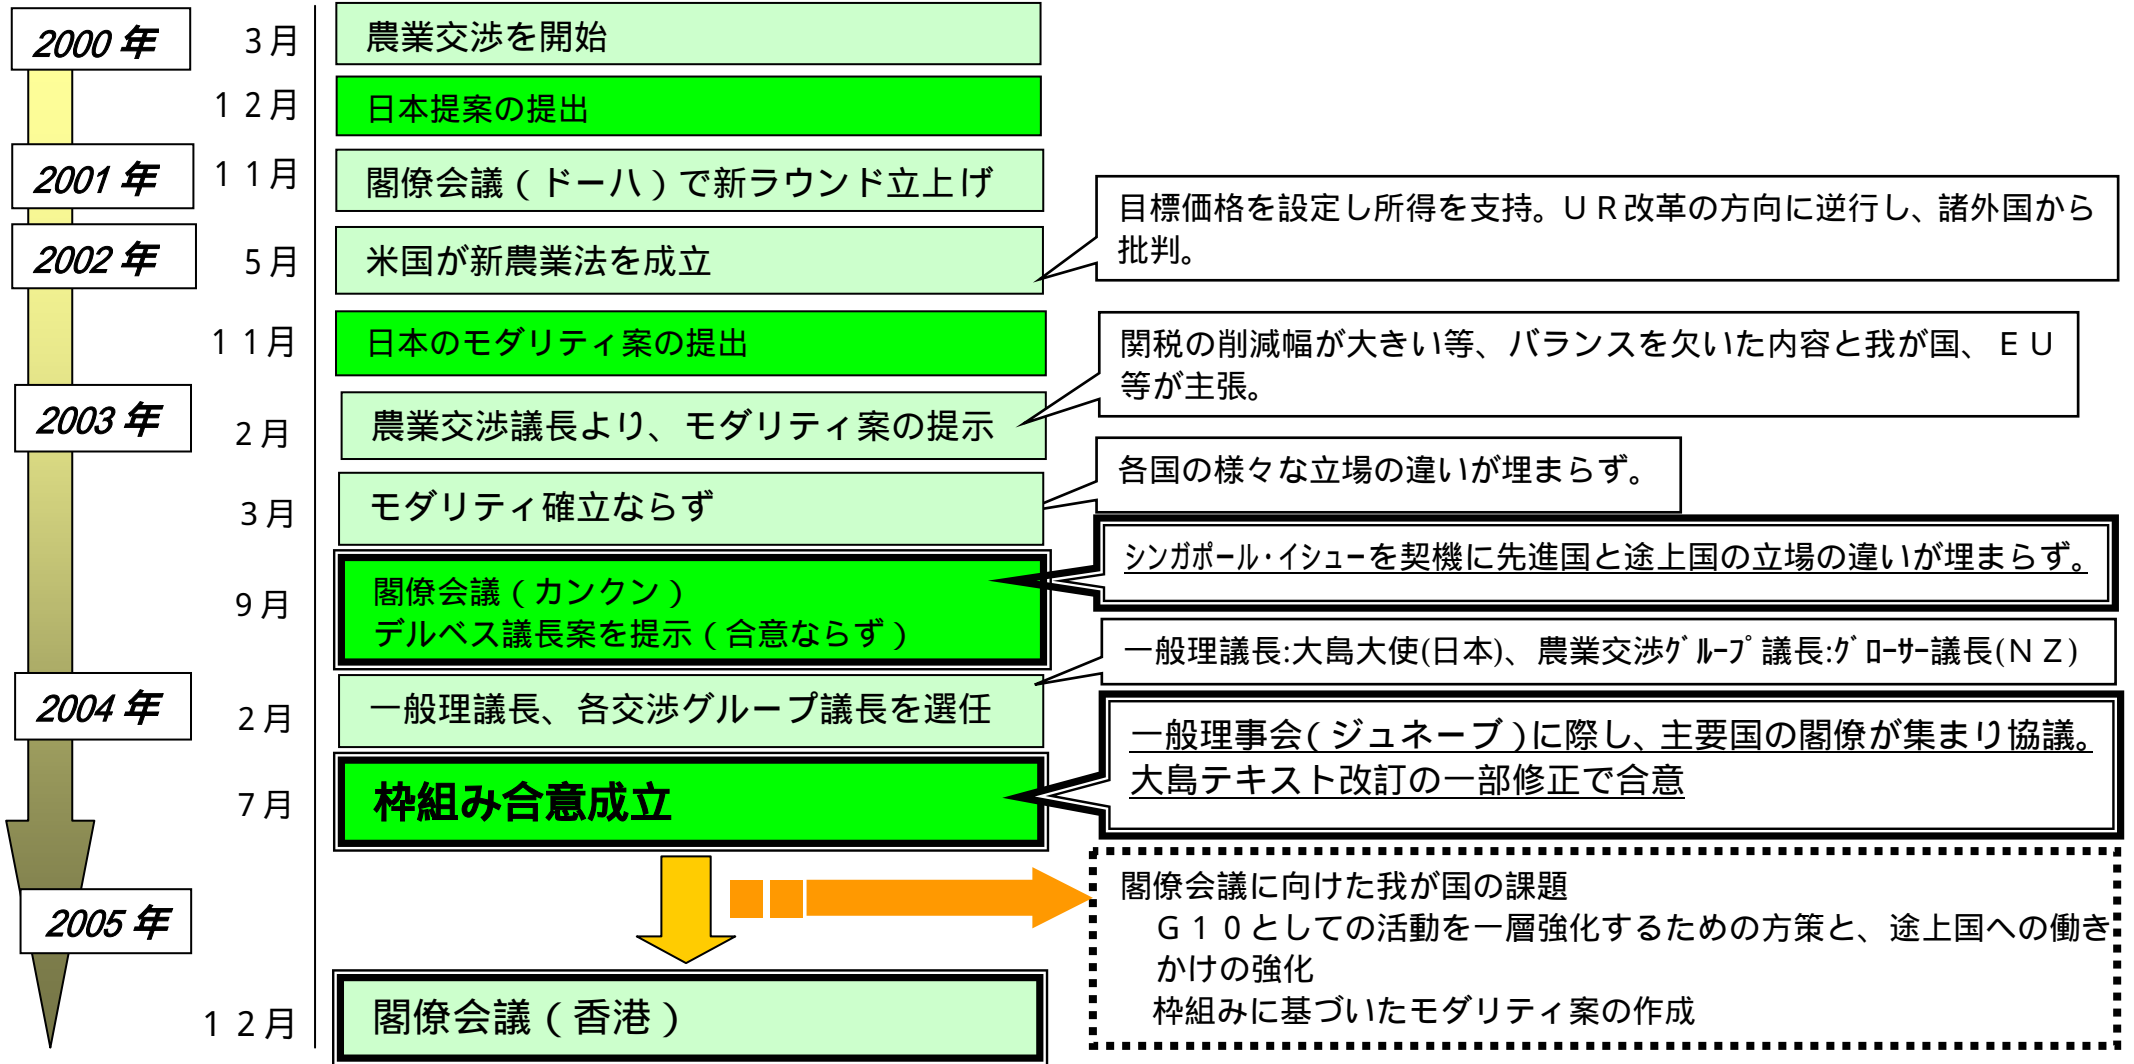 2000 年
3月
農業交渉を開始
12月
日本提案の提出
2001 年
11月
閣僚会議（ドーハ）で新ラウンド立上げ
2002 年
5月
米国が新農業法を成立
目標価格を設定し所得を支持。ＵＲ改革の方向に逆行し、諸外国から
批判。
11月
日本のモダリティ案の提出
2003 年
2月
農業交渉議長より、モダリティ案の提示
関税の削減幅が大きい等、バランスを欠いた内容と我が国、ＥＵ
等が主張。
3月
モダリティ確立ならず
各国の様々な立場の違いが埋まらず。
9月
閣僚会議（カンクン）
デルベス議長案を提示（合意ならず）
ｼﾝｶﾞﾎﾟｰﾙ･ｲｼｭｰを契機に先進国と途上国の立場の違いが埋まらず。
2004 年
2月
一般理議長、各交渉グループ議長を選任
一般理議長:大島大使(日本)、農業交渉ｸﾞﾙｰﾌﾟ議長:ｸﾞﾛｰｻｰ議長(ＮＺ)
7月
枠組み合意成立
一般理事会(ジュネーブ)に際し、主要国の閣僚が集まり協議。
大島テキスト改訂の一部修正で合意
2005 年
閣僚会議に向けた我が国の課題
Ｇ１０としての活動を一層強化するための方策と、途上国への働き
かけの強化
枠組みに基づいたモダリティ案の作成
12月
閣僚会議（香港）